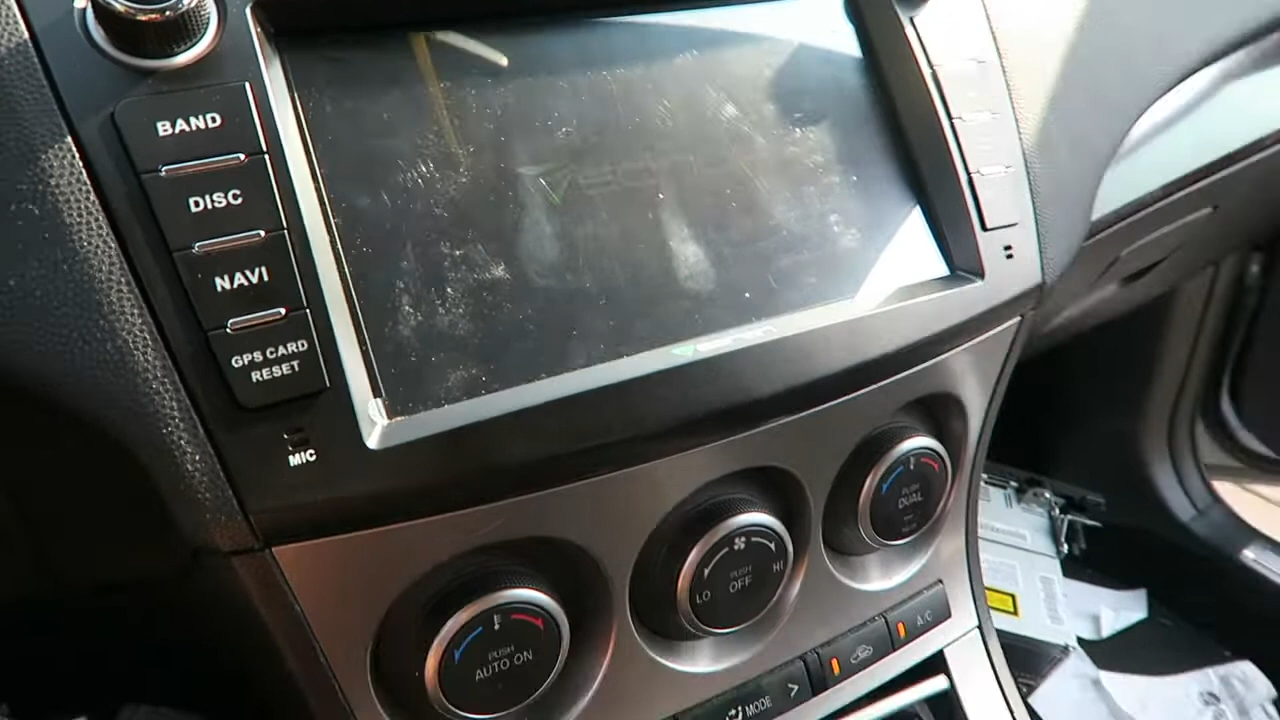 BAND
DISC
NAVI
GPS CARD
RESET
MIC
PUSH
AUTO ON
PUSH
OFF
LO
HI
PUSH
DUAL
MODE
A/C